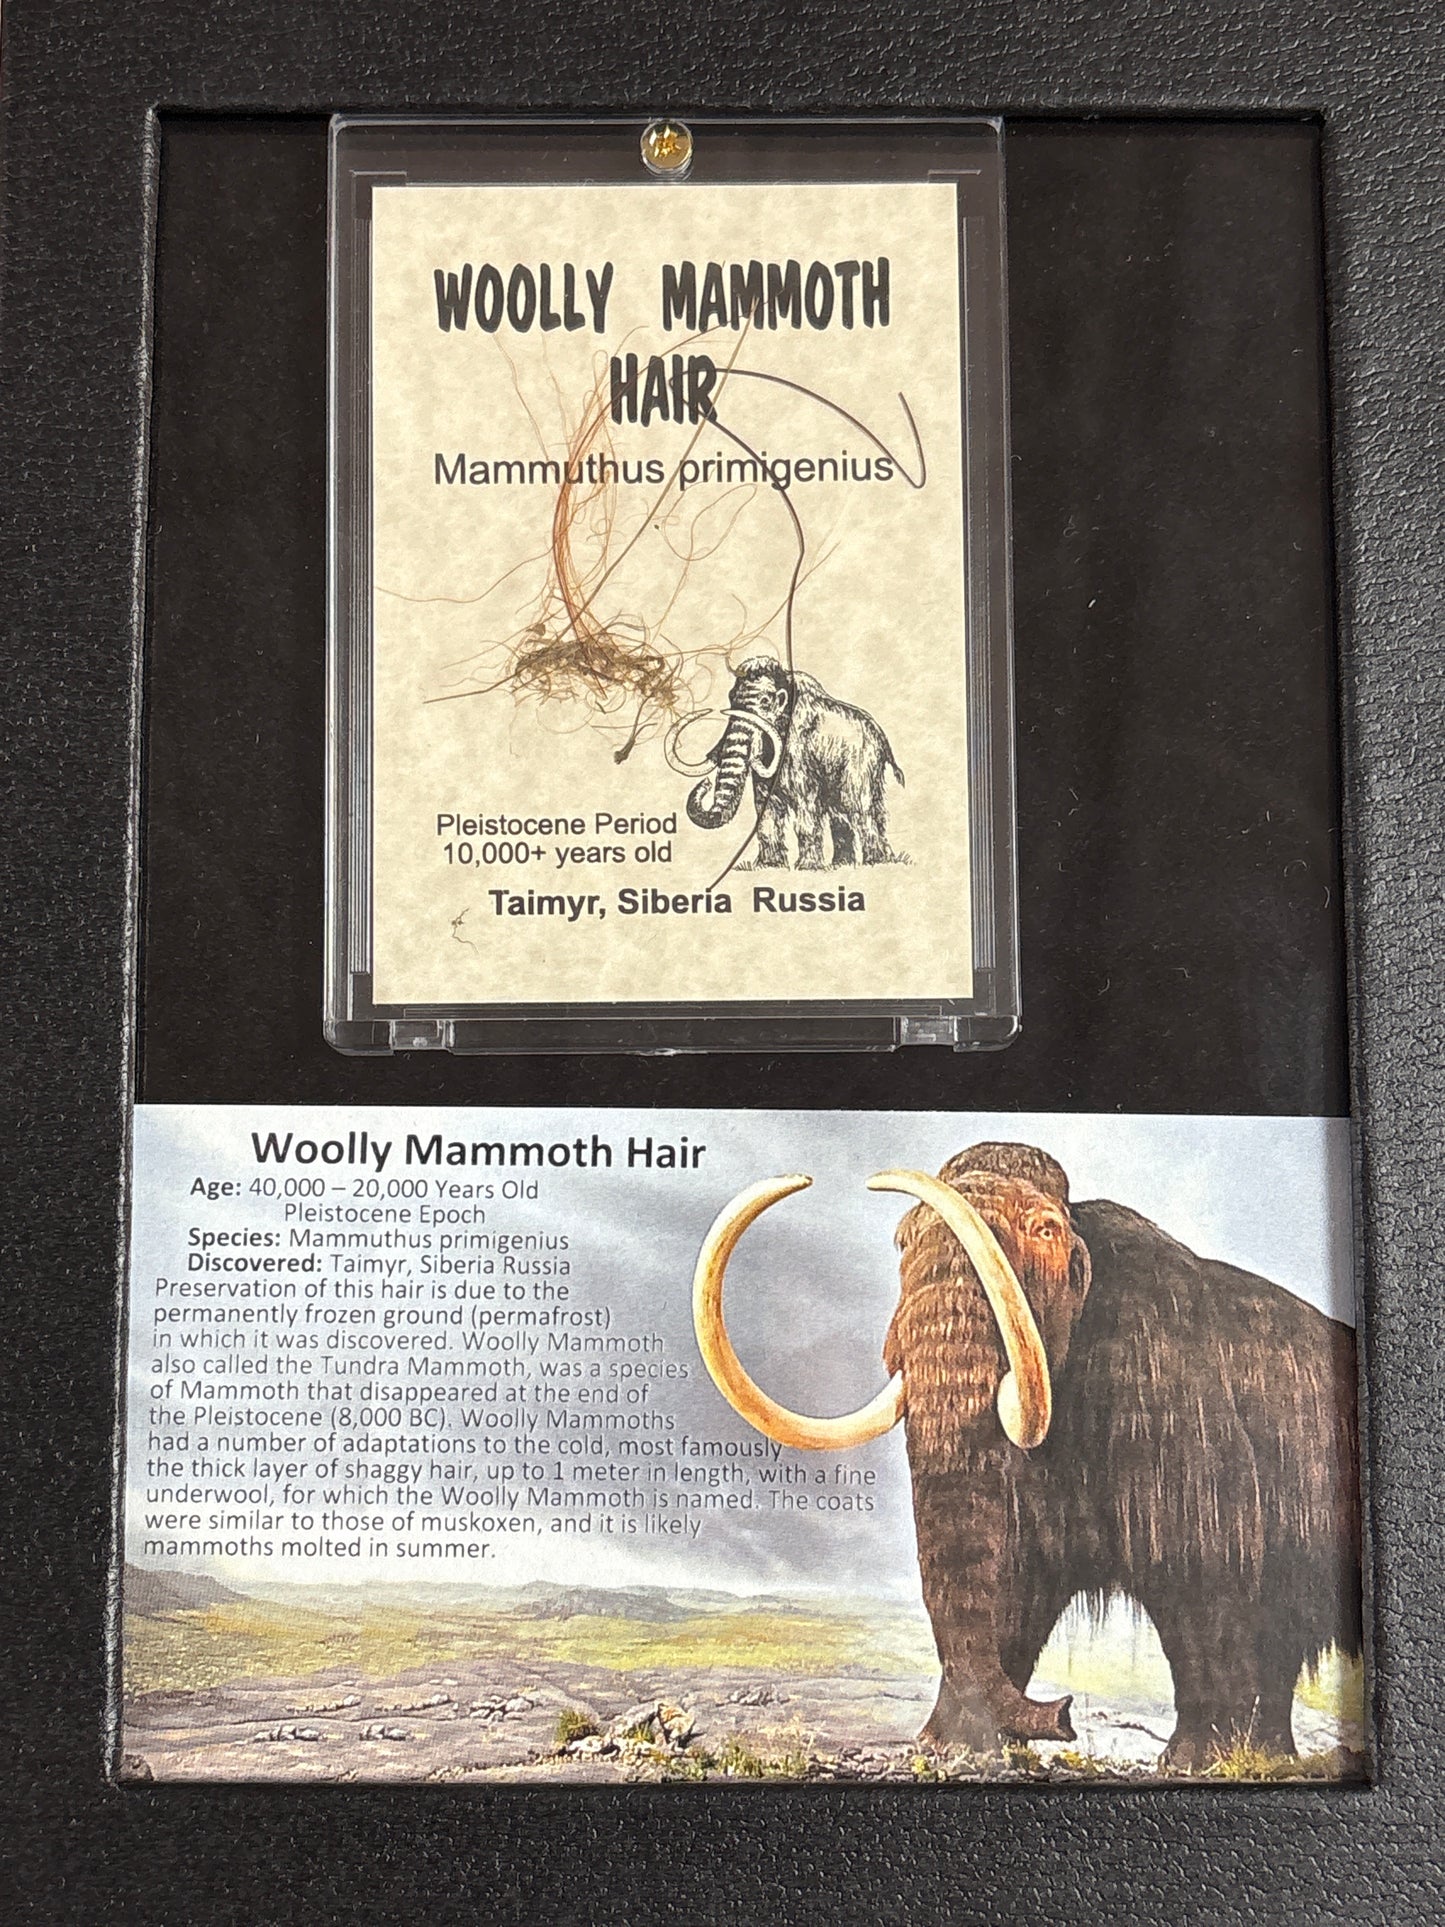 WOOLLY MAMMOTH
HAIR
Mammuthus primigenius
Pleistocene Period
10,000+ years old
Taimyr, Siberia Russia
Woolly Mammoth Hair
Age: 40,000 – 20,000 Years Old
Pleistocene Epoch
Species: Mammuthus primigenius
Discovered: Taimyr, Siberia Russia
Preservation of this hair is due to the
permanently frozen ground (permafrost)
in which it was discovered. Woolly Mammoth
also called the Tundra Mammoth, was a species
of Mammoth that disappeared at the end of
the Pleistocene (8,000 BC). Woolly Mammoths
had a number of adaptations to the cold, most famously
the thick layer of shaggy hair, up to 1 meter in length, with a fine
underwool, for which the Woolly Mammoth is named. The coats
were similar to those of muskoxen, and it is likely
mammoths molted in summer.